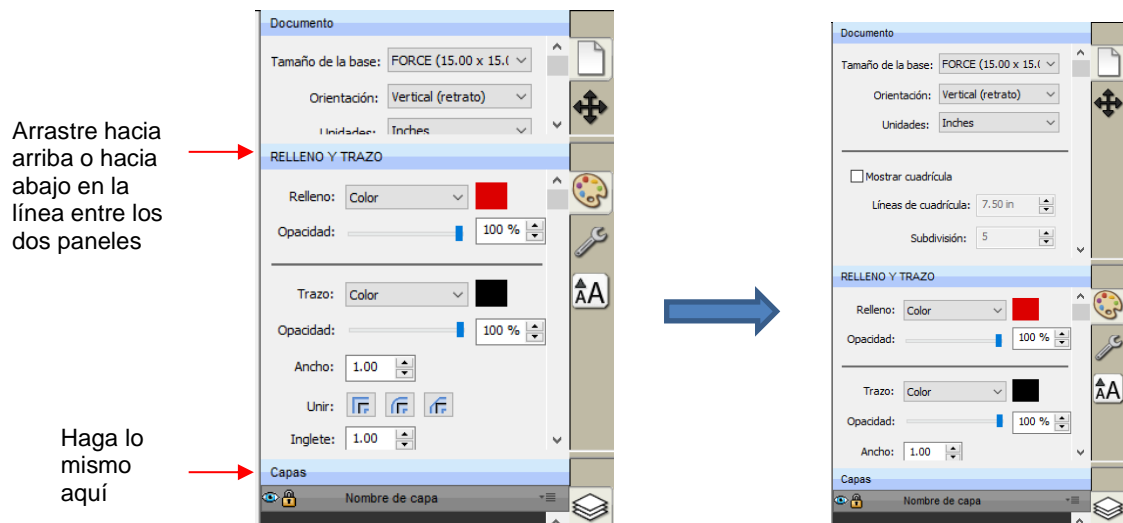 Arrastre hacia
arriba o hacia
abajo en la
línea entre los
dos paneles
Haga lo
mismo
aquí
Documento
Tamaño de la base: FORCE (15.00 x 15.(
Orientación: Vertical (retrato)
Unidades: Inches
RELLENO Y TRAZO
Relleno: Color
Opacidad: 100 %
Trazo: Color
Opacidad: 100 %
Ancho: 1.00
Unir:
Inglete: 1.00
Capas
Nombre de capa
AA
Documento
Tamaño de la base: FORCE (15.00 x 15.(
Orientación: Vertical (retrato)
Unidades: Inches
Mostrar cuadrícula
Líneas de cuadrícula: 7.50 in
Subdivisión: 5
RELLENO Y TRAZO
Relleno: Color
Opacidad: 100 %
Trazo: Color
Opacidad: 100 %
Ancho: 1.00
Capas
Nombre de capa
AA